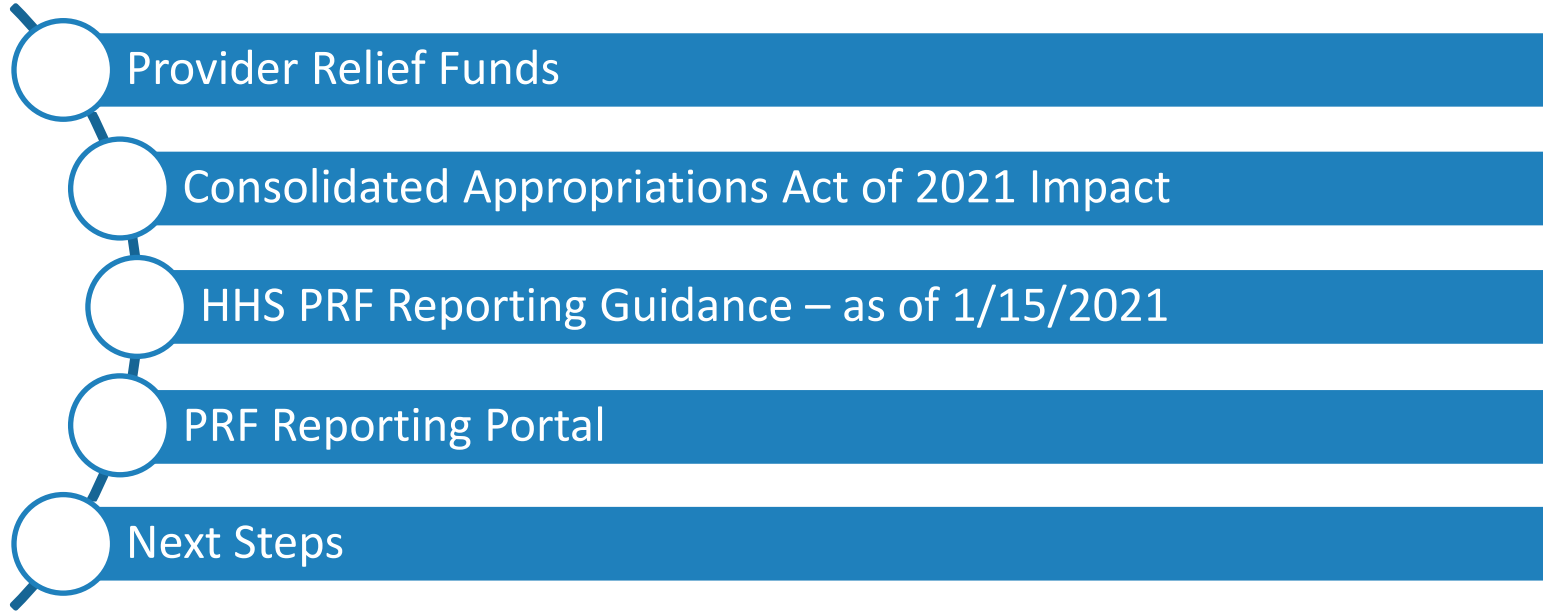 Provider Relief Funds
Consolidated Appropriations Act of 2021 Impact
HHS PRF Reporting Guidance – as of 1/15/2021
PRF Reporting Portal
Next Steps